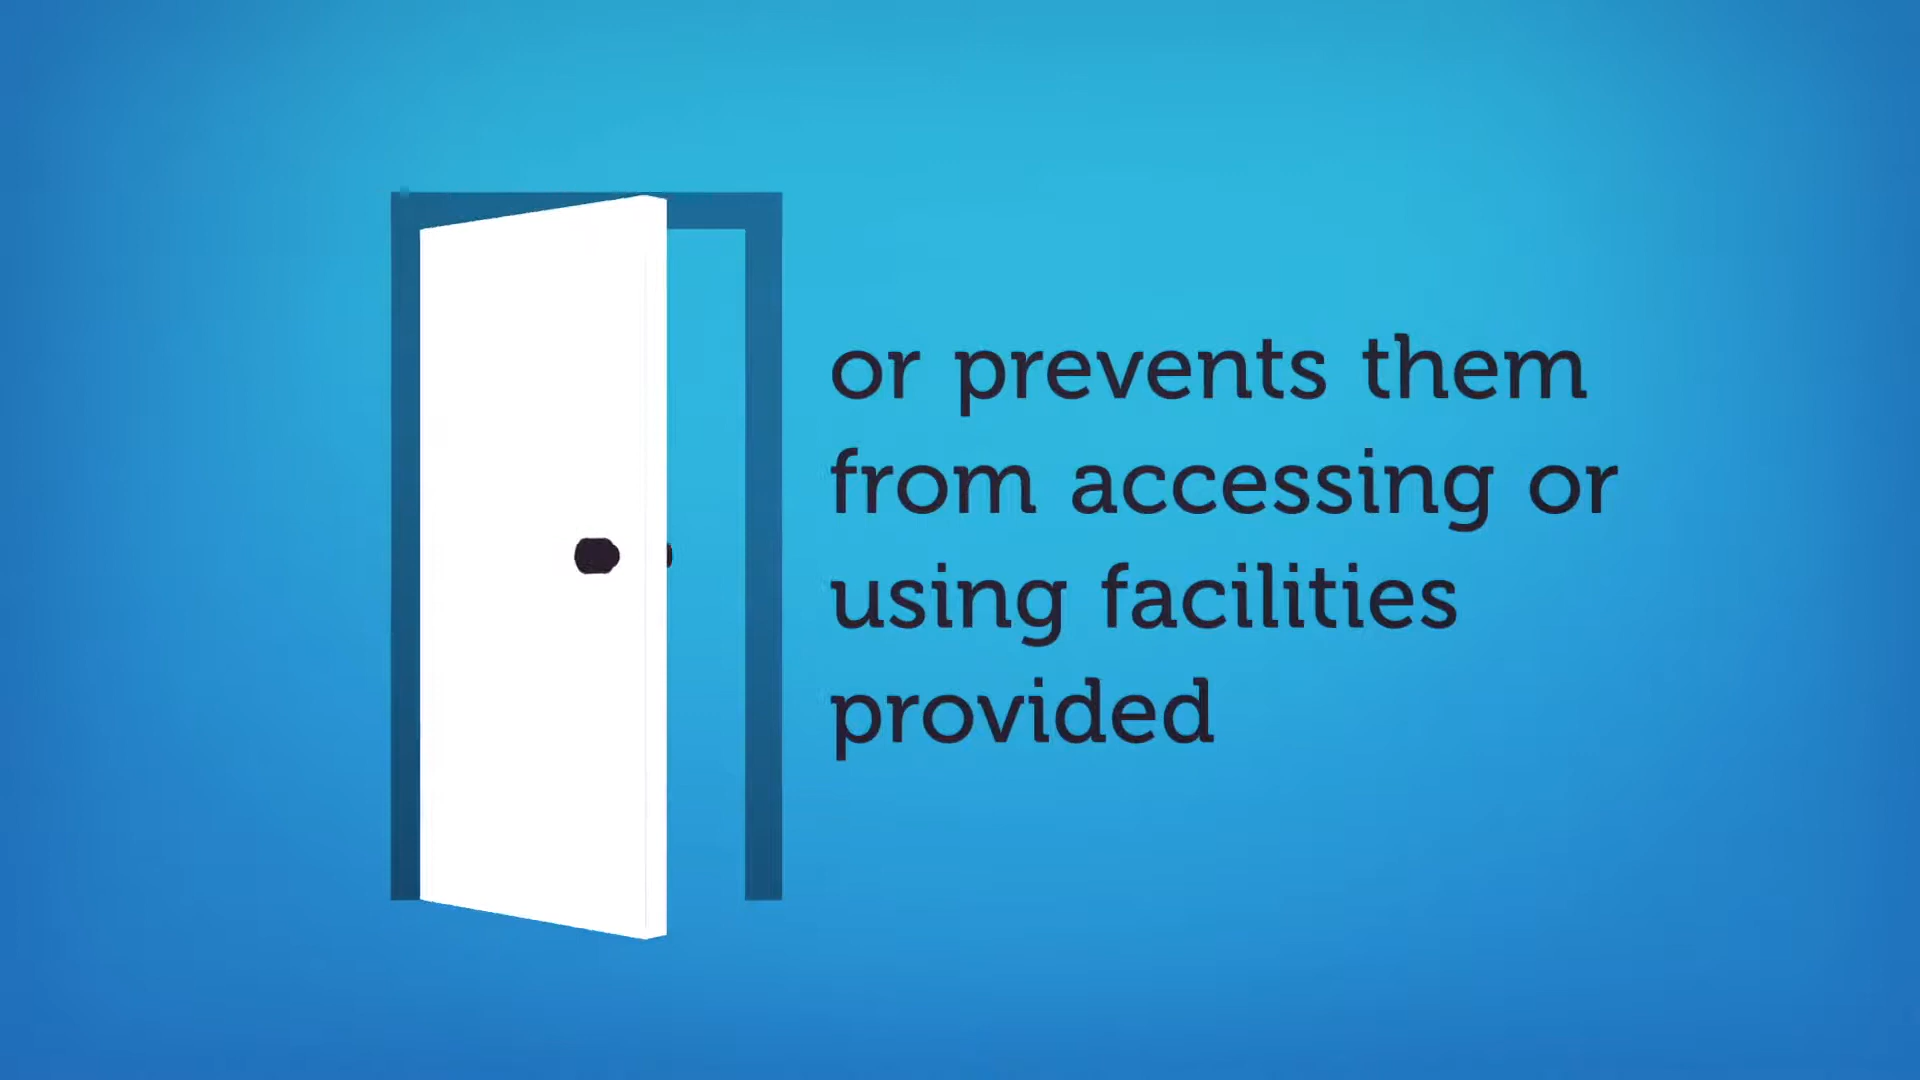 or prevents them
from accessing or
using facilities
provided